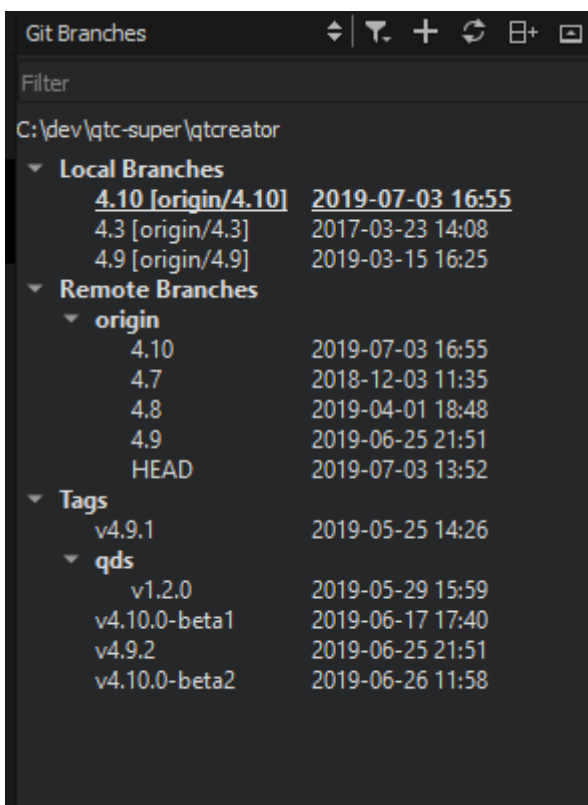 Git Branches
Filter
C:\dev\qtc-super\qtcreator
Local Branches
4.10 [origin/4.10] 2019-07-03 16:55
4.3 [origin/4.3] 2017-03-23 14:08
4.9 [origin/4.9] 2019-03-15 16:25
Remote Branches
origin
4.10 2019-07-03 16:55
4.7 2018-12-03 11:35
4.8 2019-04-01 18:48
4.9 2019-06-25 21:51
HEAD 2019-07-03 13:52
Tags
v4.9.1 2019-05-25 14:26
qds
v1.2.0 2019-05-29 15:59
v4.10.0-beta1 2019-06-17 17:40
v4.9.2 2019-06-25 21:51
v4.10.0-beta2 2019-06-26 11:58